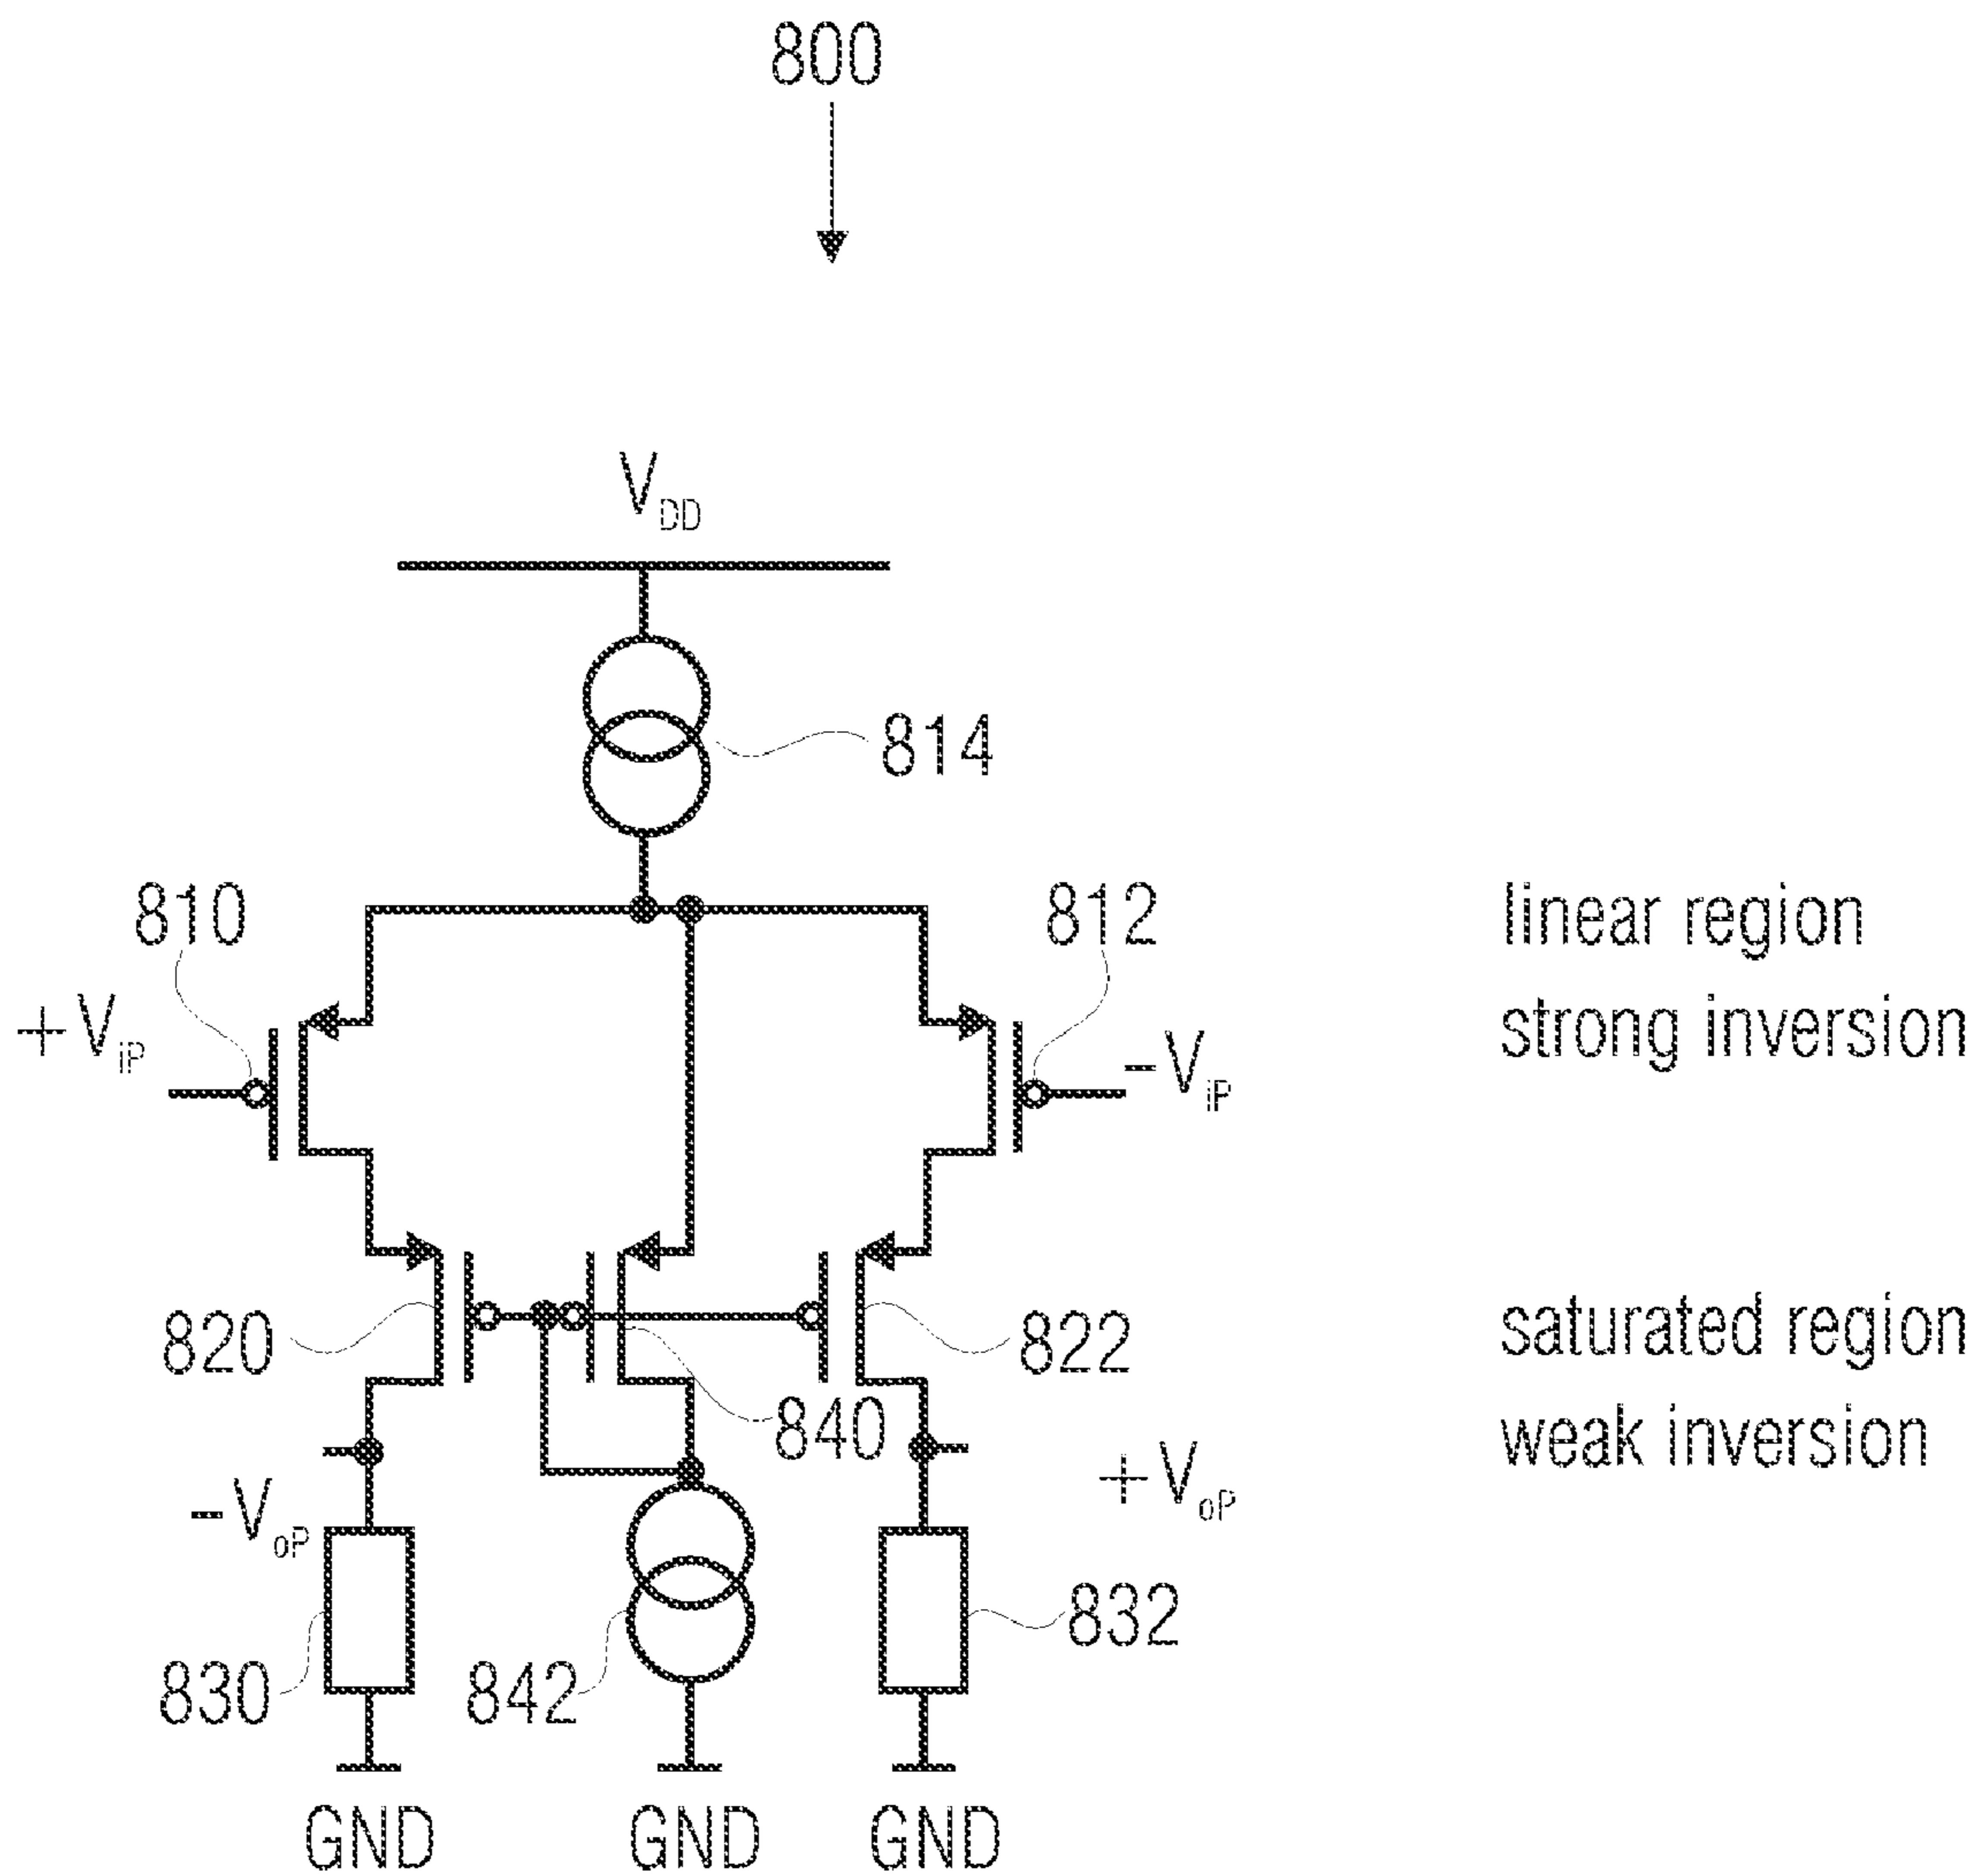 800
V_DD
814
810
812
linear region
+V_iP
strong inversion
-V_iP
820
822
saturated region
840
weak inversion
-V_oP
+V_oP
830
842
832
GND
GND
GND